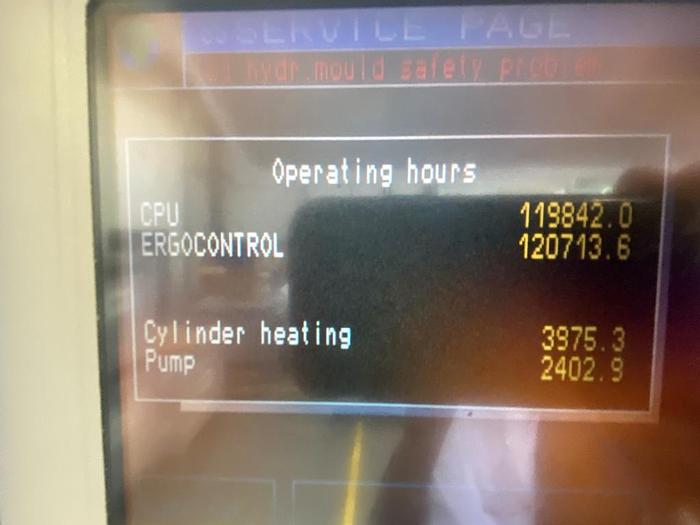 SERVICE PAGE
hydr.mould safety problem
Operating hours
CPU 119842.0
ERGOCONTROL 120713.6
Cylinder heating 3975.3
Pump 2402.9